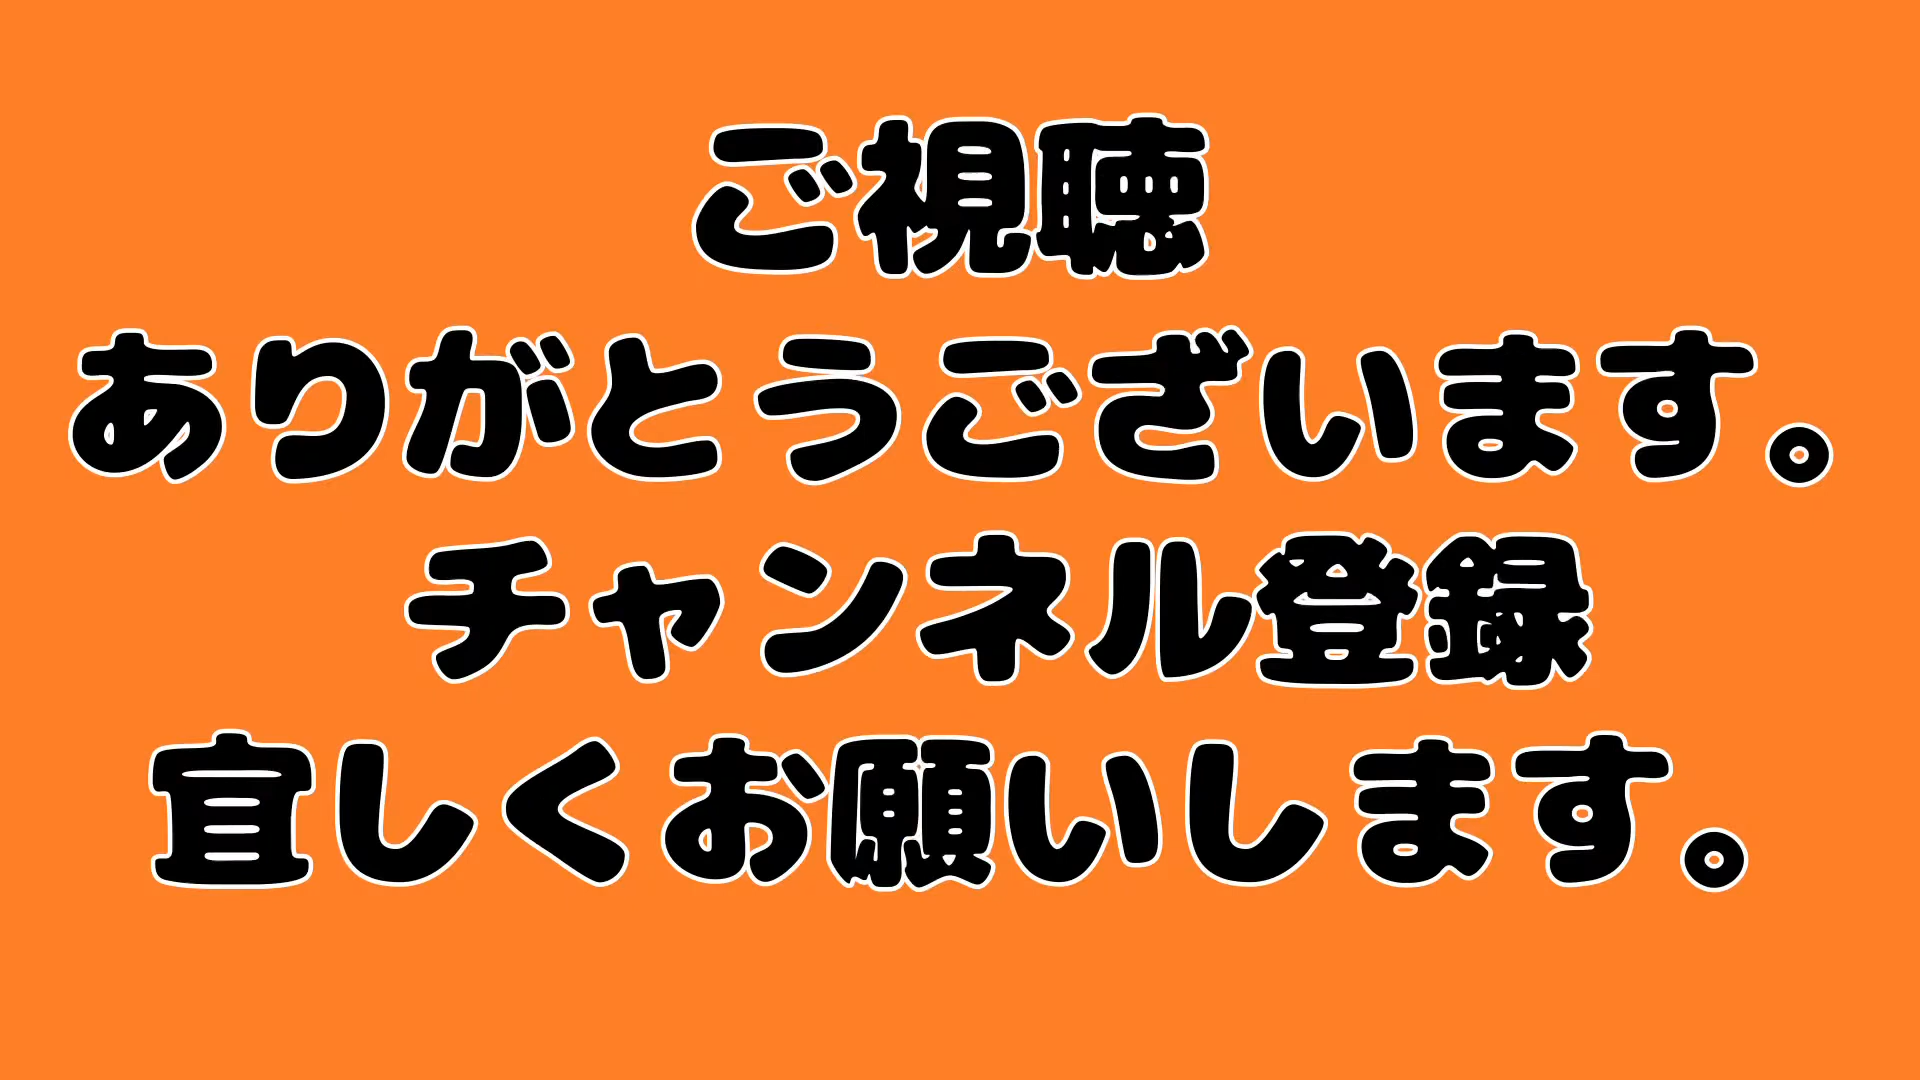 ご視聴
ありがとうございます。
チャンネル登録
宜しくお願いします。